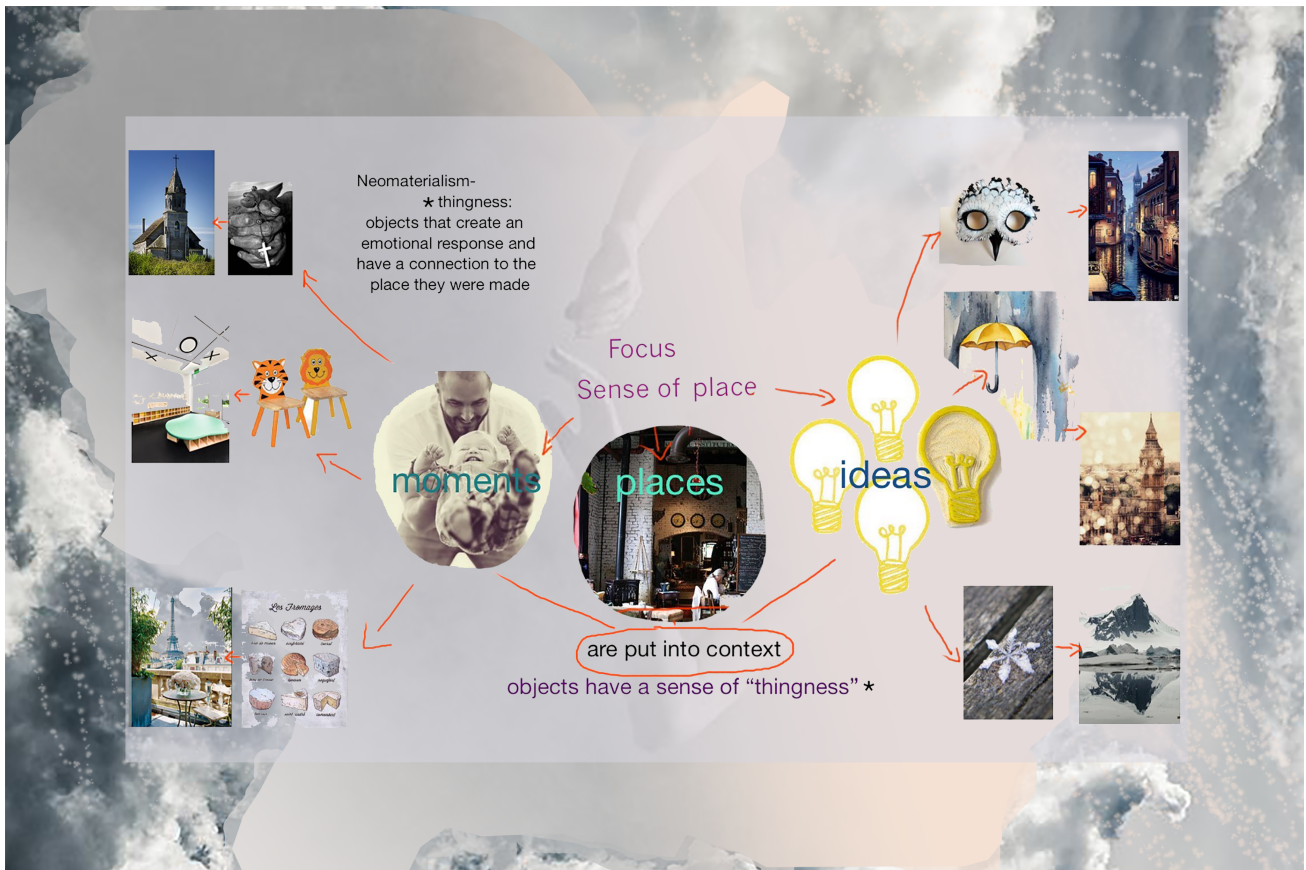 Neomaterialism-
* thingness:
objects that create an
emotional response and
have a connection to the
place they were made
Focus
Sense of place
moments
places
ideas
Les Fromages
are put into context
objects have a sense of “thingness” *